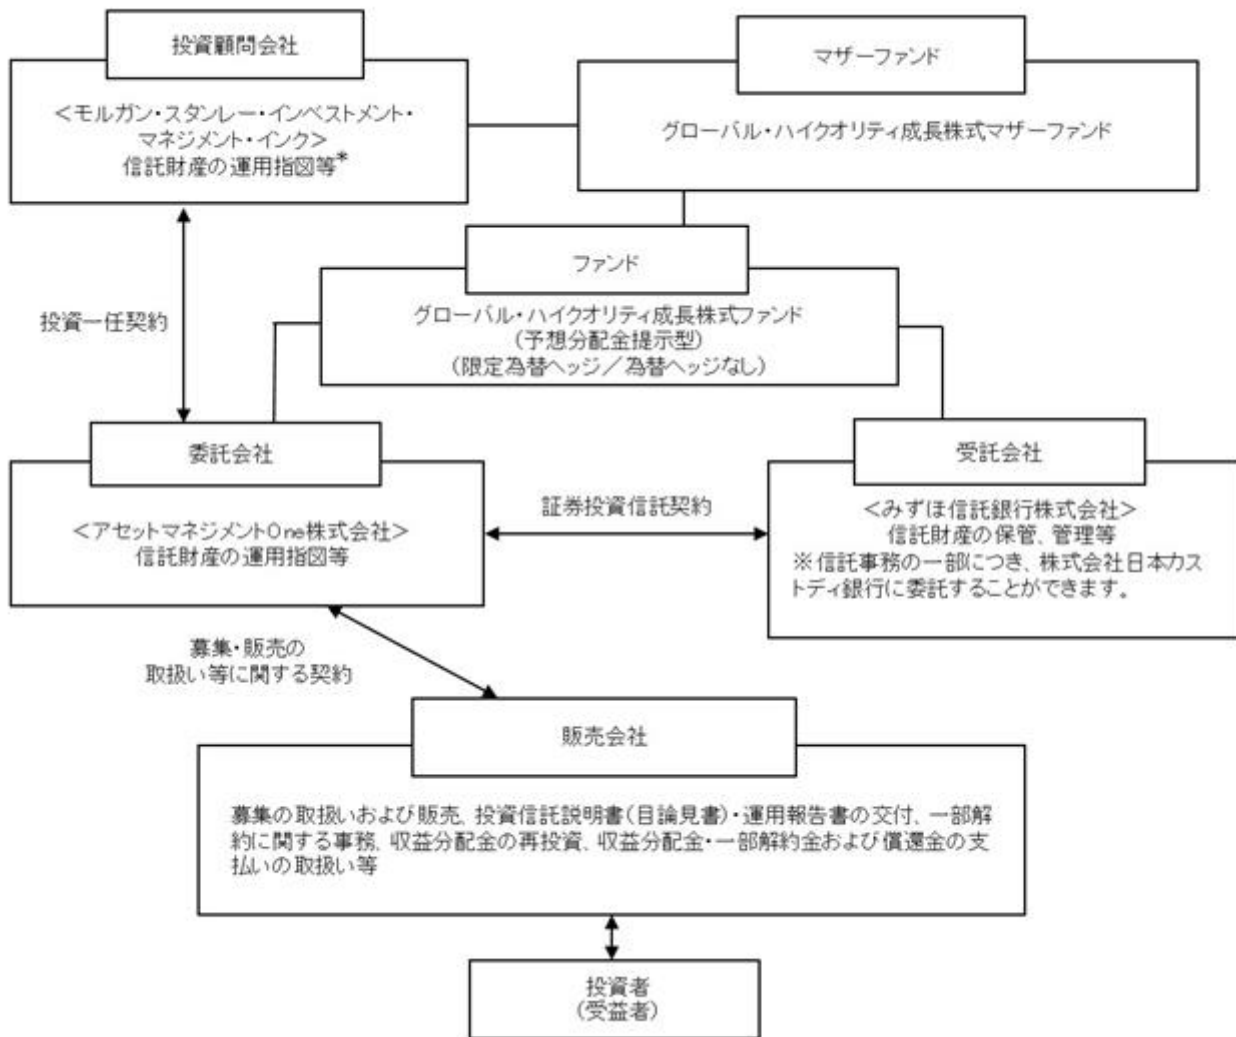 投資顧問会社
<モルガン・スタンレー・インベストメント・
マネジメント・インク>
信託財産の運用指図等*
マザーファンド
グローバル・ハイクオリティ成長株式マザーファンド
ファンド
グローバル・ハイクオリティ成長株式ファンド
(予想分配金提示型)
(限定為替ヘッジ/為替ヘッジなし)
投資一任契約
委託会社
<アセットマネジメントOne株式会社>
信託財産の運用指図等
証券投資信託契約
受託会社
<みずほ信託銀行株式会社>
信託財産の保管、管理等
※信託事務の一部につき、株式会社日本カス
トディ銀行に委託することができます。
募集・販売の
取扱い等に関する契約
販売会社
募集の取扱いおよび販売、投資信託説明書(目論見書)・運用報告書の交付、一部解
約に関する事務、収益分配金の再投資、収益分配金・一部解約金および償還金の支
払いの取扱い等
投資者
(受益者)